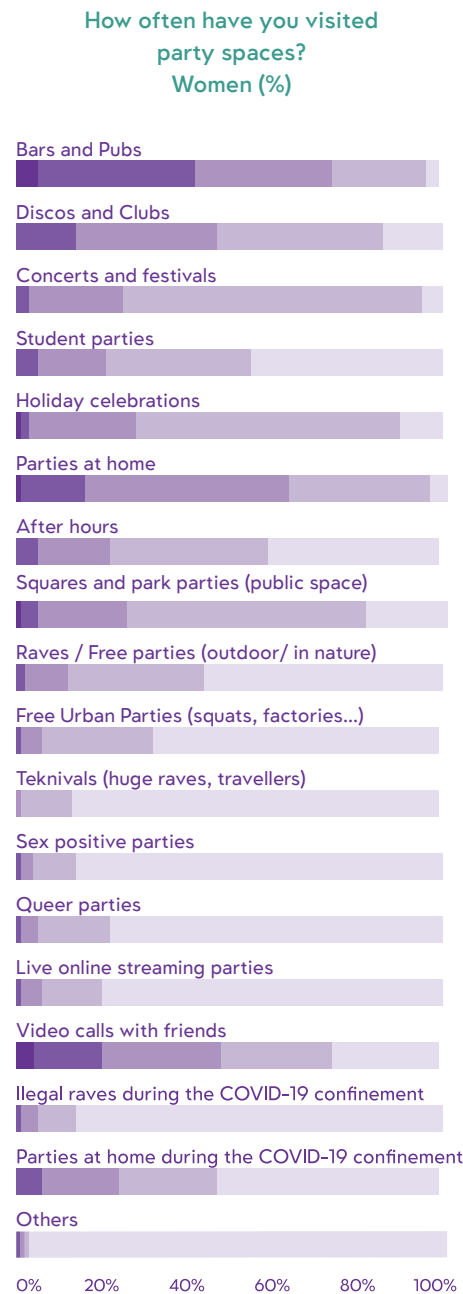 How often have you visited
party spaces?
Women (%)
Bars and Pubs
Discos and Clubs
Concerts and festivals
Student parties
Holiday celebrations
Parties at home
After hours
Squares and park parties (public space)
Raves / Free parties (outdoor/ in nature)
Free Urban Parties (squats, factories...)
Teknivals (huge raves, travellers)
Sex positive parties
Queer parties
Live online streaming parties
Video calls with friends
Ilegal raves during the COVID-19 confinement
Parties at home during the COVID-19 confinement
Others
0% 20% 40% 60% 80% 100%